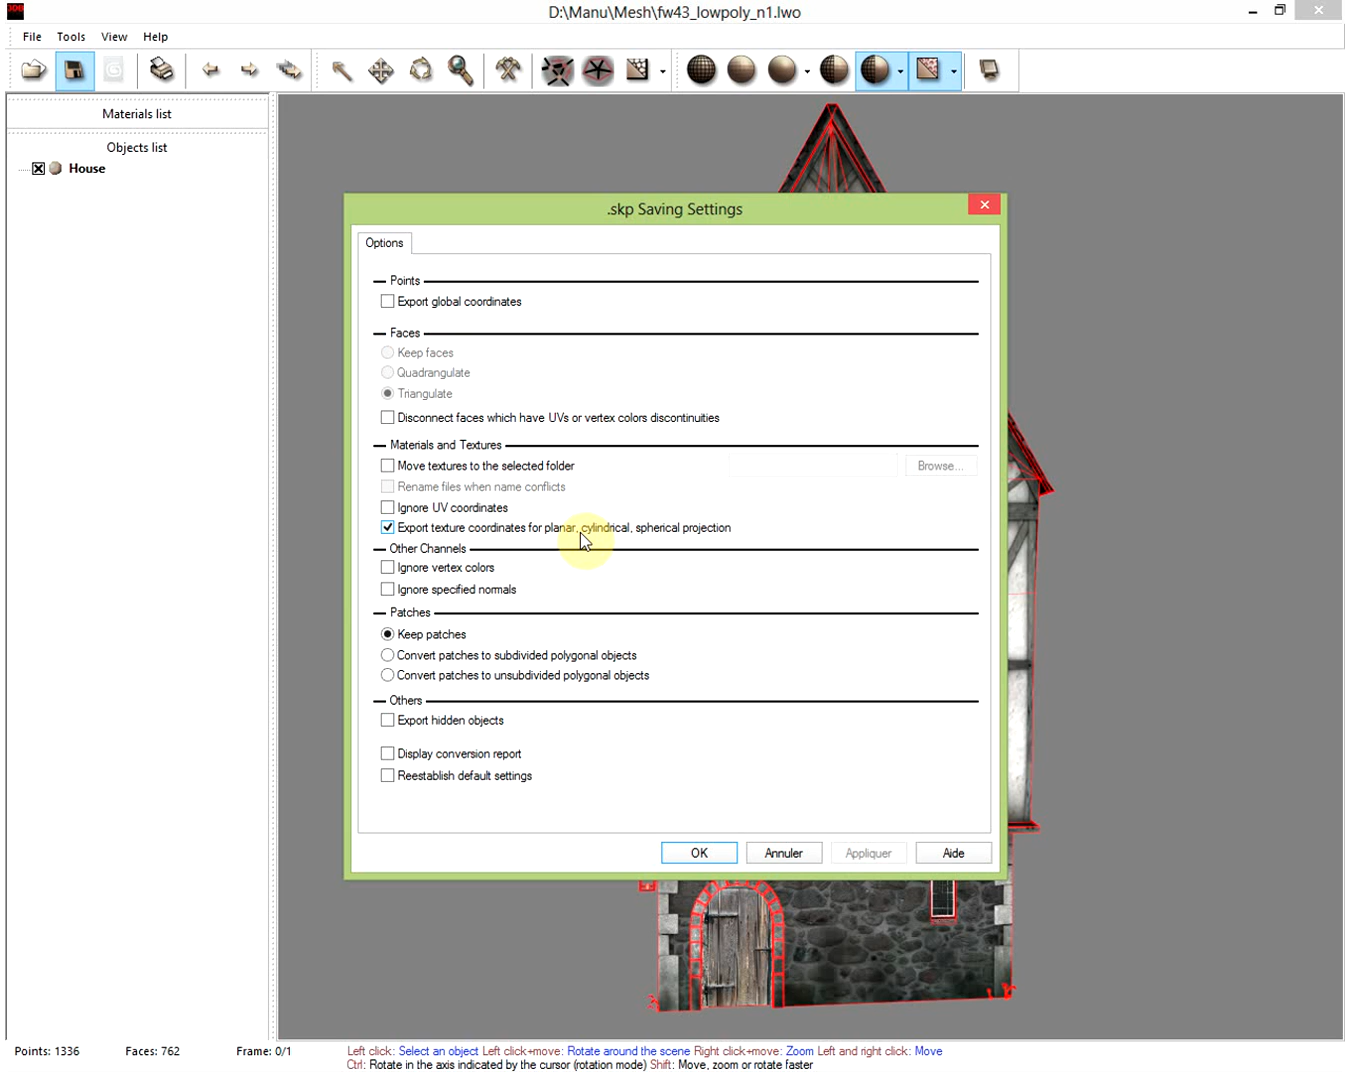 D:\Manu\Mesh\fw43_lowpoly_n1.lwo
File Tools View Help
Materials list
Objects list
House
.skp Saving Settings
Options
Points
Export global coordinates
Faces
Keep faces
Quadrangulate
Triangulate
Disconnect faces which have UVs or vertex colors discontinuities
Materials and Textures
Move textures to the selected folder Browse...
Rename files when name conflicts
Ignore UV coordinates
Export texture coordinates for planar, cylindrical, spherical projection
Other Channels
Ignore vertex colors
Ignore specified normals
Patches
Keep patches
Convert patches to subdivided polygonal objects
Convert patches to unsubdivided polygonal objects
Others
Export hidden objects
Display conversion report
Reestablish default settings
OK Annuler Appliquer Aide
Points: 1336 Faces: 762 Frame: 0/1 Left click: Select an object Left click+move: Rotate around the scene Right click+move: Zoom Left and right click: Move
Ctrl: Rotate in the axis indicated by the cursor (rotation mode) Shift: Move, zoom or rotate faster